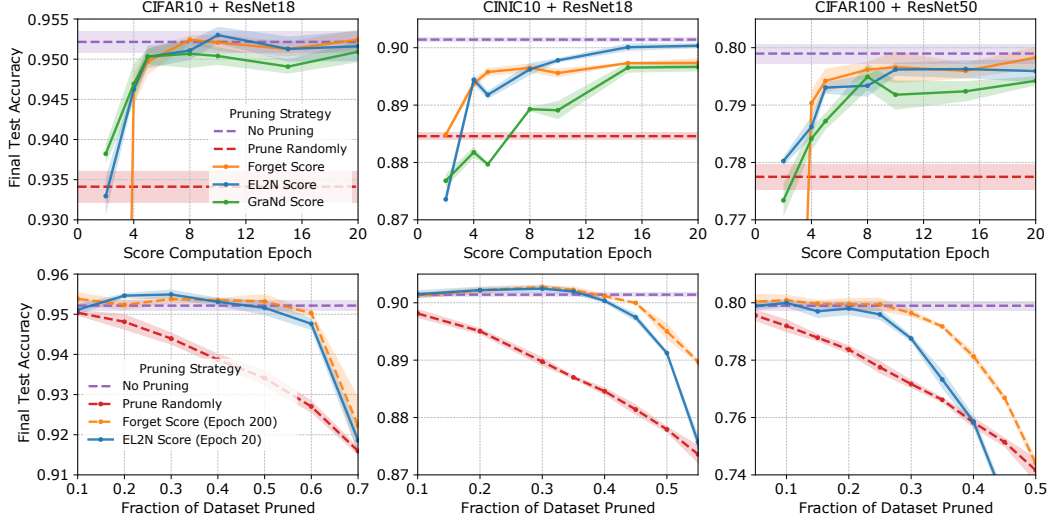 CIFAR10 + ResNet18
CINIC10 + ResNet18
CIFAR100 + ResNet50
Final Test Accuracy
0.955
0.950
0.945
0.940
0.935
0.930
0 4 8 12 16 20
Score Computation Epoch
Pruning Strategy
No Pruning
Prune Randomly
Forget Score
EL2N Score
GraNd Score
0.90
0.89
0.88
0.87
0 4 8 12 16 20
Score Computation Epoch
0.80
0.79
0.78
0.77
0 4 8 12 16 20
Score Computation Epoch
Final Test Accuracy
0.96
0.95
0.94
0.93
0.92
0.91
0.1 0.2 0.3 0.4 0.5 0.6 0.7
Fraction of Dataset Pruned
Pruning Strategy
No Pruning
Prune Randomly
Forget Score (Epoch 200)
EL2N Score (Epoch 20)
0.90
0.89
0.88
0.87
0.1 0.2 0.3 0.4 0.5
Fraction of Dataset Pruned
0.80
0.78
0.76
0.74
0.1 0.2 0.3 0.4 0.5
Fraction of Dataset Pruned